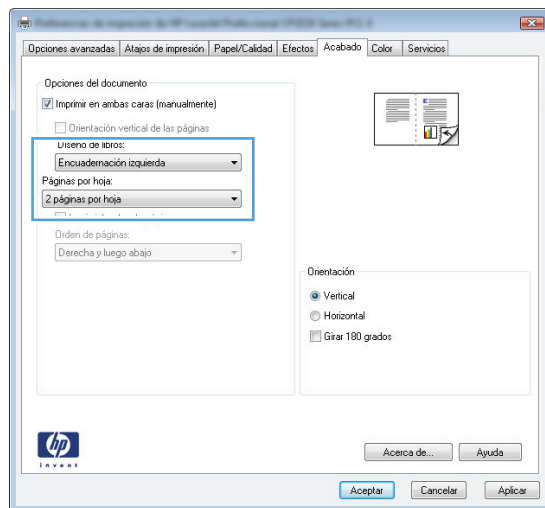 Opciones avanzadas Atajos de impresión Papel/Calidad Efectos Acabado Color Servicios
Opciones del documento
Imprimir en ambas caras (manualmente)
Orientación vertical de las páginas
Diseño de libros:
Encuadernación izquierda
Páginas por hoja:
2 páginas por hoja
Orden de páginas:
Derecha y luego abajo
Orientación
Vertical
Horizontal
Girar 180 grados
hp
invent
Acerca de... Ayuda
Aceptar Cancelar Aplicar